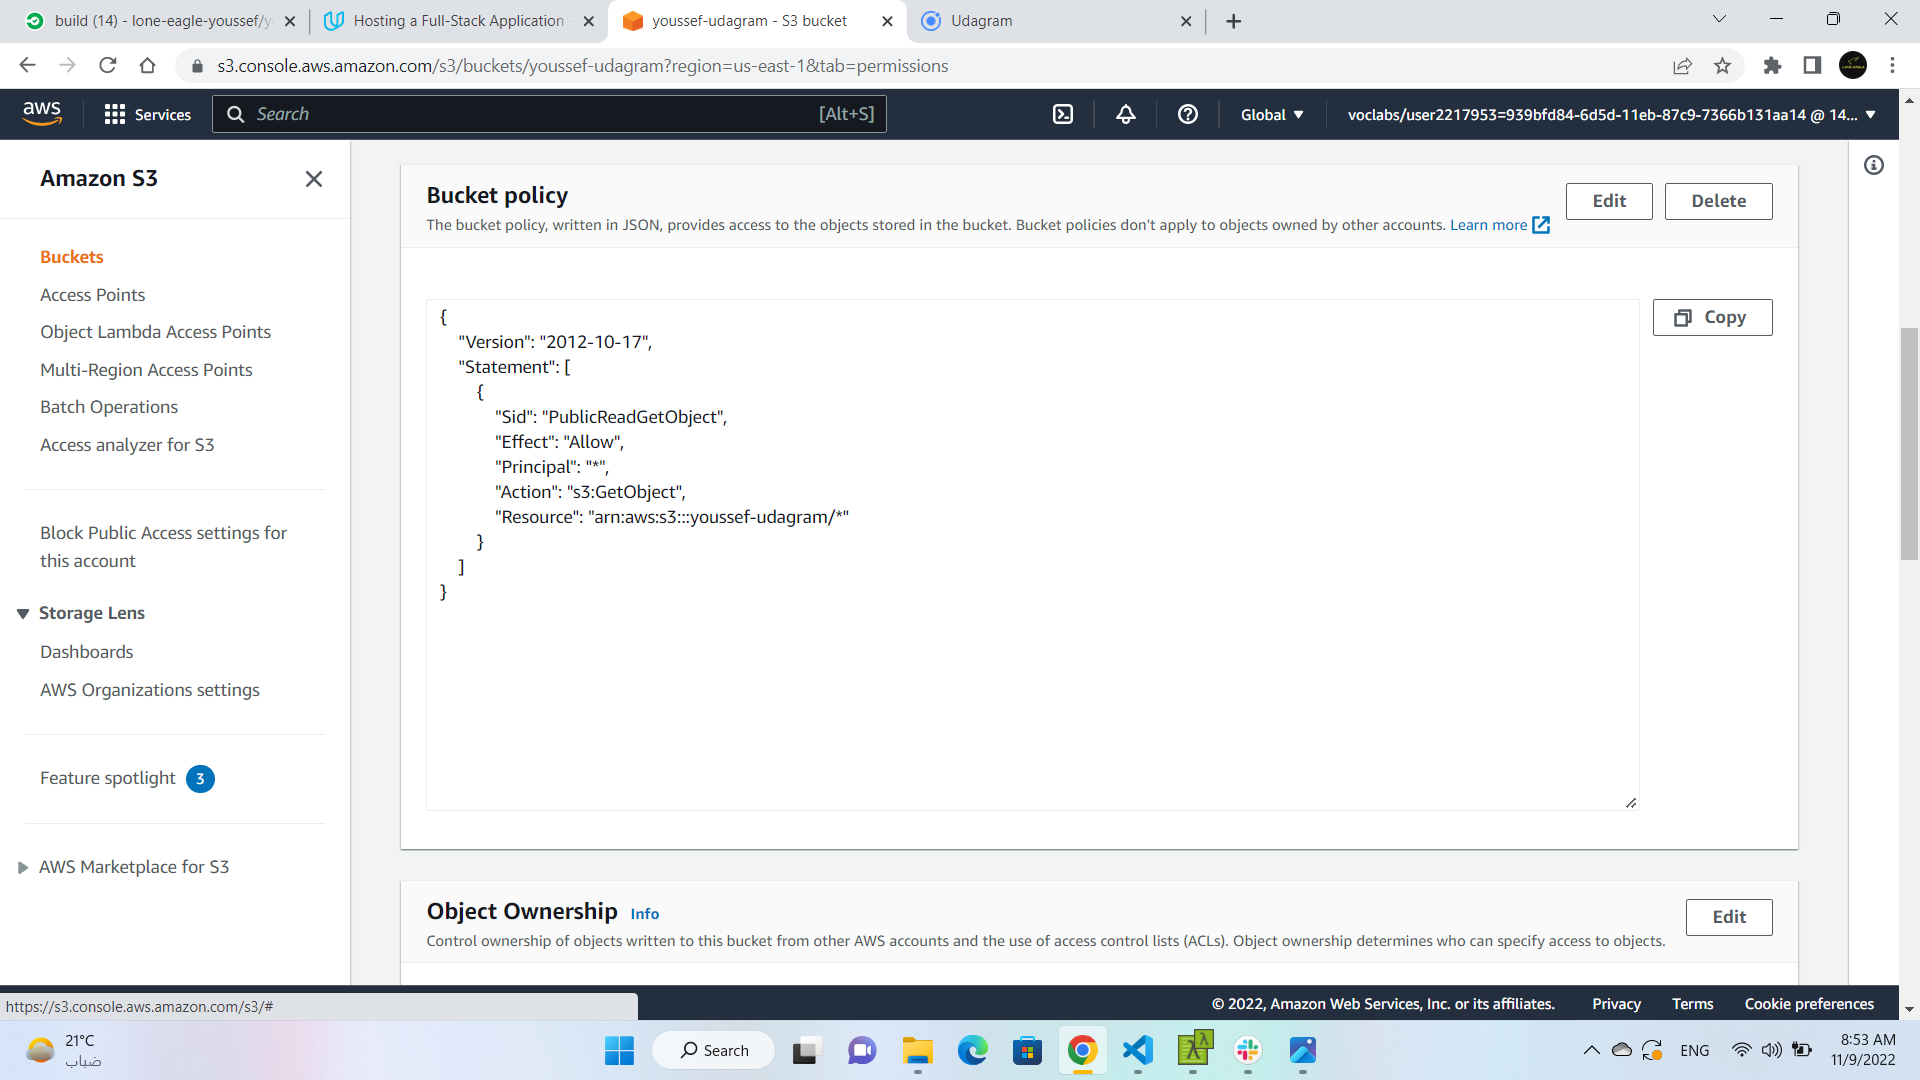 build (14) - lone-eagle-youssef/y
Hosting a Full-Stack Application
youssef-udagram - S3 bucket
Udagram
s3.console.aws.amazon.com/s3/buckets/youssef-udagram?region=us-east-1&tab=permissions
aws
Services
Search
[Alt+S]
Global
voclabs/user2217953=939bfd84-6d5d-11eb-87c9-7366b131aa14 @ 14...
Amazon S3
Buckets
Access Points
Object Lambda Access Points
Multi-Region Access Points
Batch Operations
Access analyzer for S3
Block Public Access settings for
this account
Storage Lens
Dashboards
AWS Organizations settings
Feature spotlight 3
AWS Marketplace for S3
Bucket policy
The bucket policy, written in JSON, provides access to the objects stored in the bucket. Bucket policies don't apply to objects owned by other accounts. Learn more
Edit
Delete
{
"Version": "2012-10-17",
"Statement": [
{
"Sid": "PublicReadGetObject",
"Effect": "Allow",
"Principal": "*",
"Action": "s3:GetObject",
"Resource": "arn:aws:s3:::youssef-udagram/*"
}
]
}
Copy
Object Ownership Info
Control ownership of objects written to this bucket from other AWS accounts and the use of access control lists (ACLs). Object ownership determines who can specify access to objects.
Edit
https://s3.console.aws.amazon.com/s3/#
© 2022, Amazon Web Services, Inc. or its affiliates.
Privacy
Terms
Cookie preferences
21°C
ضباب
Search
ENG
8:53 AM
11/9/2022